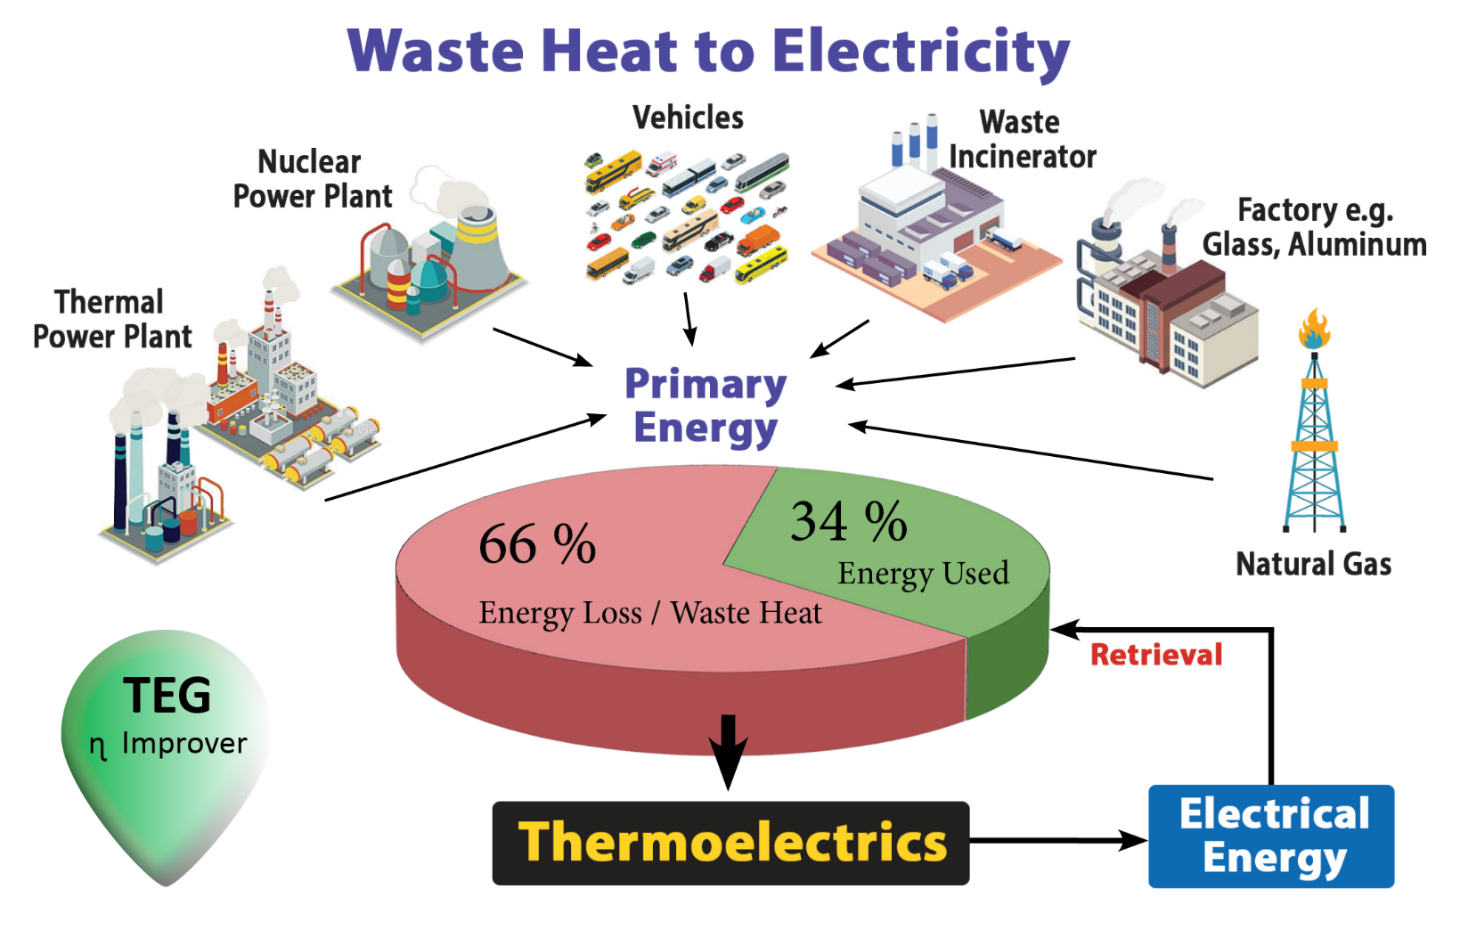 Waste Heat to Electricity
Vehicles
Waste
Incinerator
Nuclear
Power Plant
Factory e.g.
Glass, Aluminum
Thermal
Power Plant
Primary
Energy
66 %
Energy Loss / Waste Heat
34 %
Energy Used
Natural Gas
Retrieval
TEG
η Improver
Thermoelectrics
Electrical
Energy